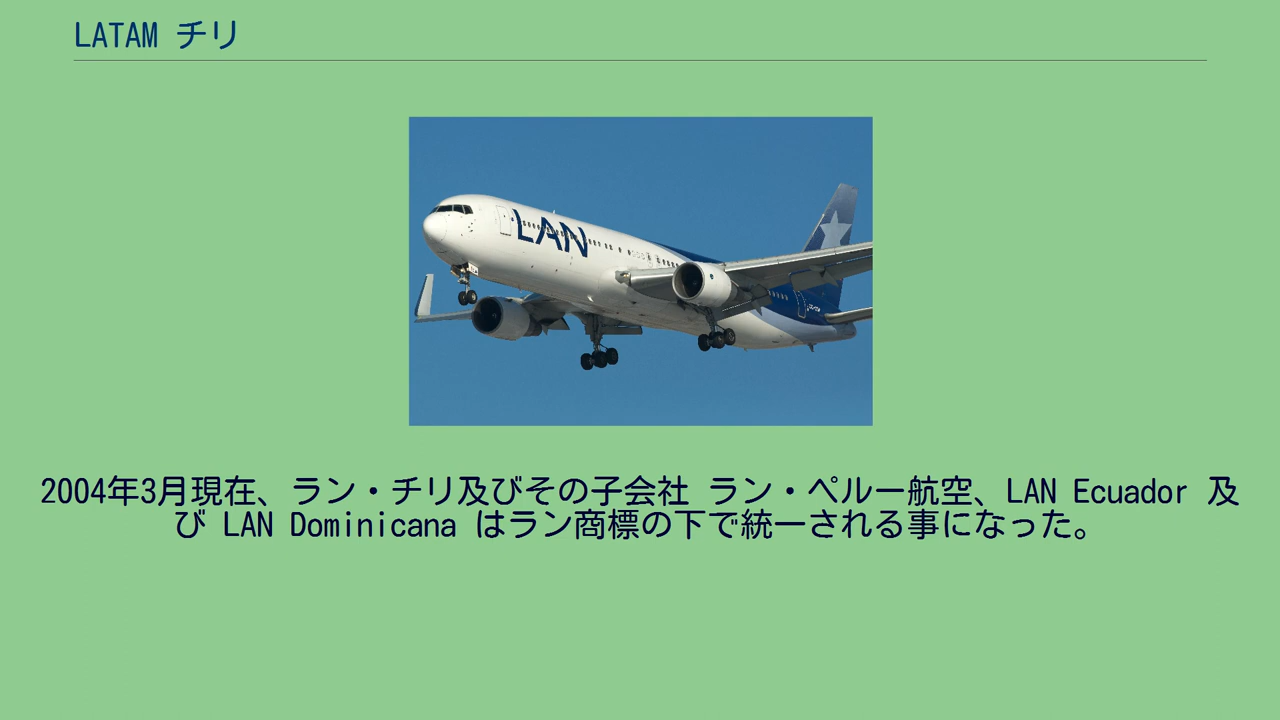 LATAM チリ
LAN
2004年3月現在、ラン・チリ及びその子会社 ラン・ペルー航空、LAN Ecuador 及
び LAN Dominicana はラン商標の下で統一される事になった。